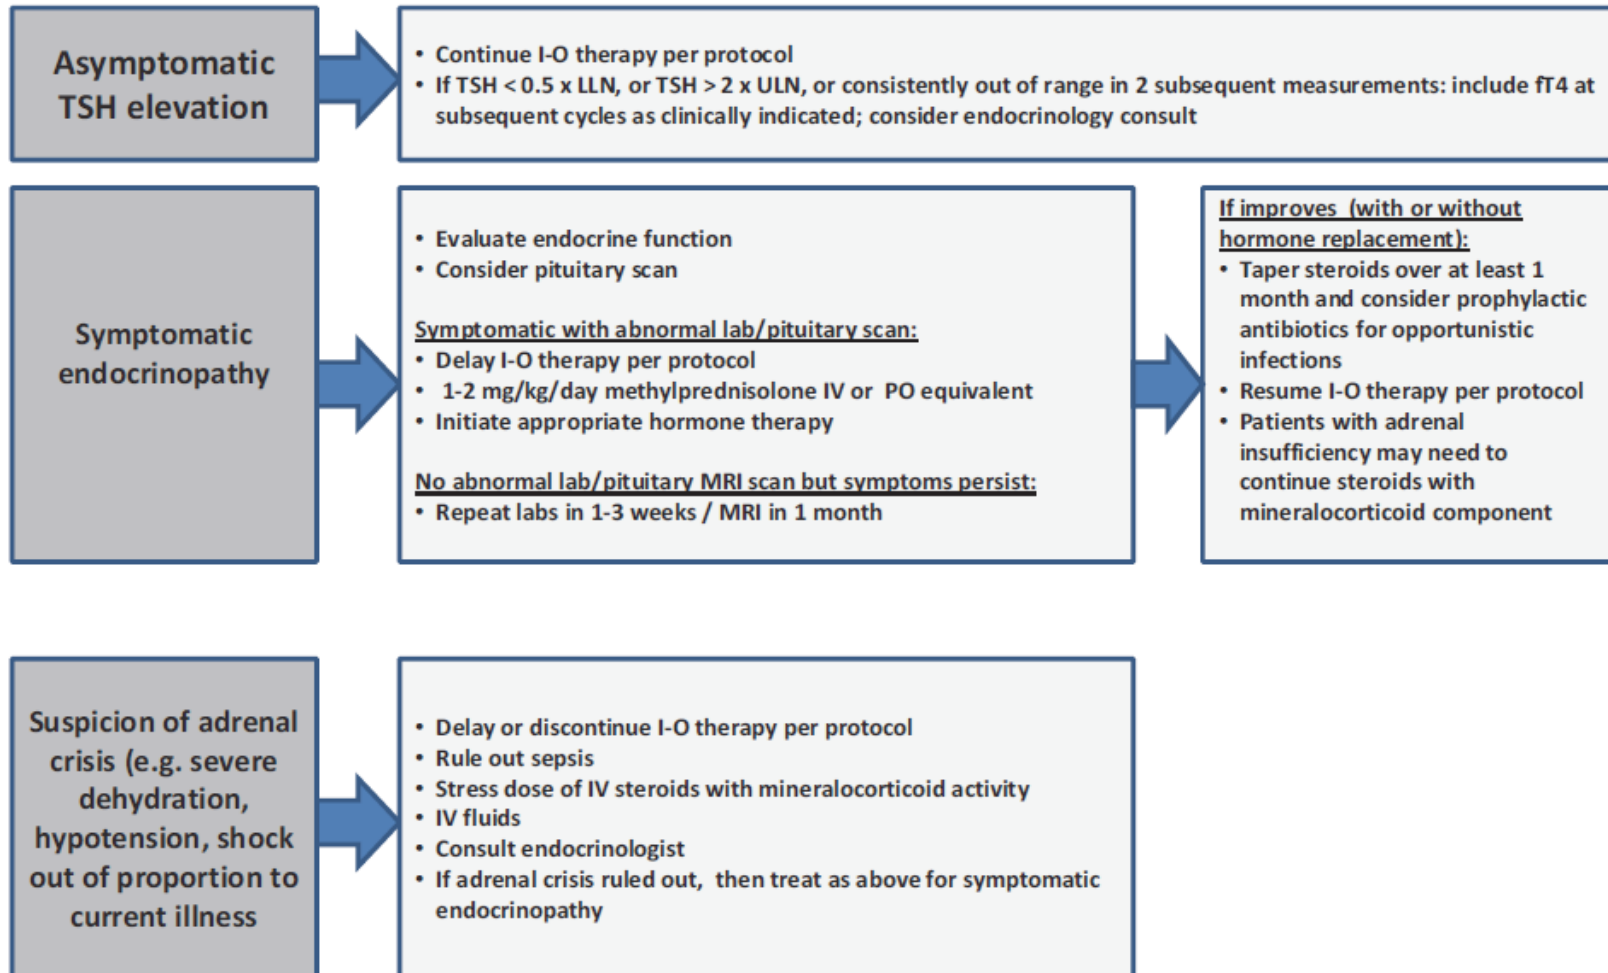 Asymptomatic
TSH elevation
• Continue I-O therapy per protocol
• If TSH < 0.5 x LLN, or TSH > 2 x ULN, or consistently out of range in 2 subsequent measurements: include fT4 at
subsequent cycles as clinically indicated; consider endocrinology consult
Symptomatic
endocrinopathy
• Evaluate endocrine function
• Consider pituitary scan
Symptomatic with abnormal lab/pituitary scan:
• Delay I-O therapy per protocol
• 1-2 mg/kg/day methylprednisolone IV or PO equivalent
• Initiate appropriate hormone therapy
No abnormal lab/pituitary MRI scan but symptoms persist:
• Repeat labs in 1-3 weeks / MRI in 1 month
If improves (with or without
hormone replacement):
• Taper steroids over at least 1
month and consider prophylactic
antibiotics for opportunistic
infections
• Resume I-O therapy per protocol
• Patients with adrenal
insufficiency may need to
continue steroids with
mineralocorticoid component
Suspicion of adrenal
crisis (e.g. severe
dehydration,
hypotension, shock
out of proportion to
current illness
• Delay or discontinue I-O therapy per protocol
• Rule out sepsis
• Stress dose of IV steroids with mineralocorticoid activity
• IV fluids
• Consult endocrinologist
• If adrenal crisis ruled out, then treat as above for symptomatic
endocrinopathy